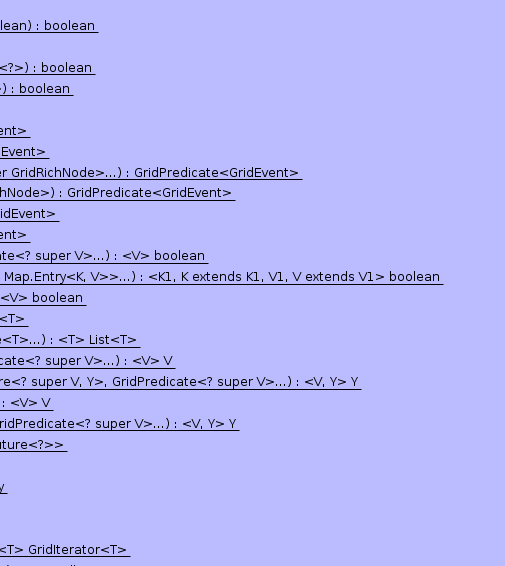 lean) : boolean
<?>) : boolean
>) : boolean
ent>
Event>
er GridRichNode>...) : GridPredicate<GridEvent>
hNode>) : GridPredicate<GridEvent>
idEvent>
ent>
ate<? super V>...) : <V> boolean
Map.Entry<K, V>>...) : <K1, K extends K1, V1, V extends V1> boolean
<V> boolean
<T>
e<T>...) : <T> List<T>
cate<? super V>...) : <V> V
re<? super V, Y>, GridPredicate<? super V>...) : <V, Y> Y
: <V> V
ridPredicate<? super V>...) : <V, Y> Y
uture<?>>
y
<T> GridIterator<T>